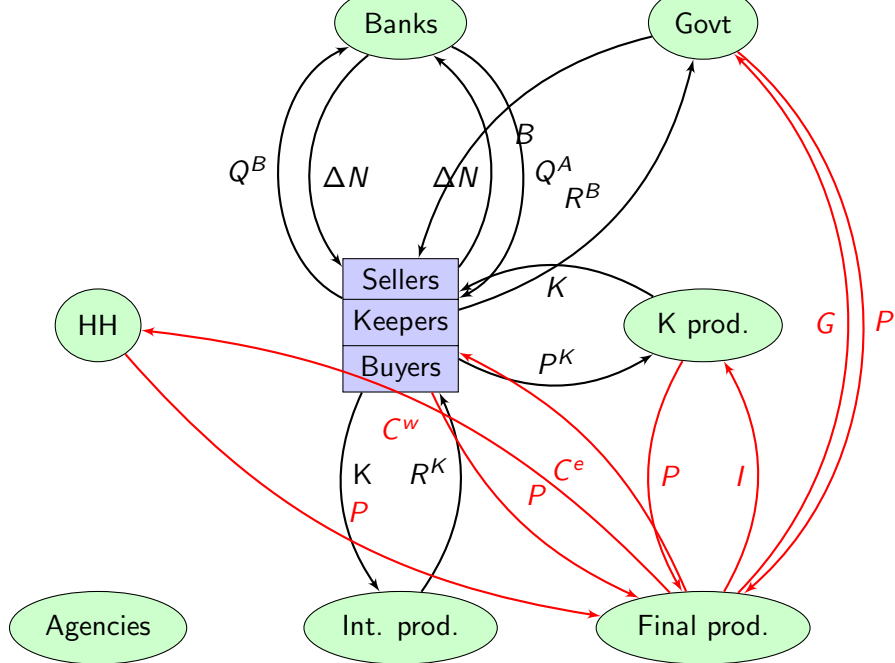 Banks
Govt
B
Q^B
ΔN
ΔN
Q^A
R^B
Sellers
K
HH
Keepers
K prod.
G
P
Buyers
P^K
C^w
C^e
K
R^K
P
I
P
P
Agencies
Int. prod.
Final prod.